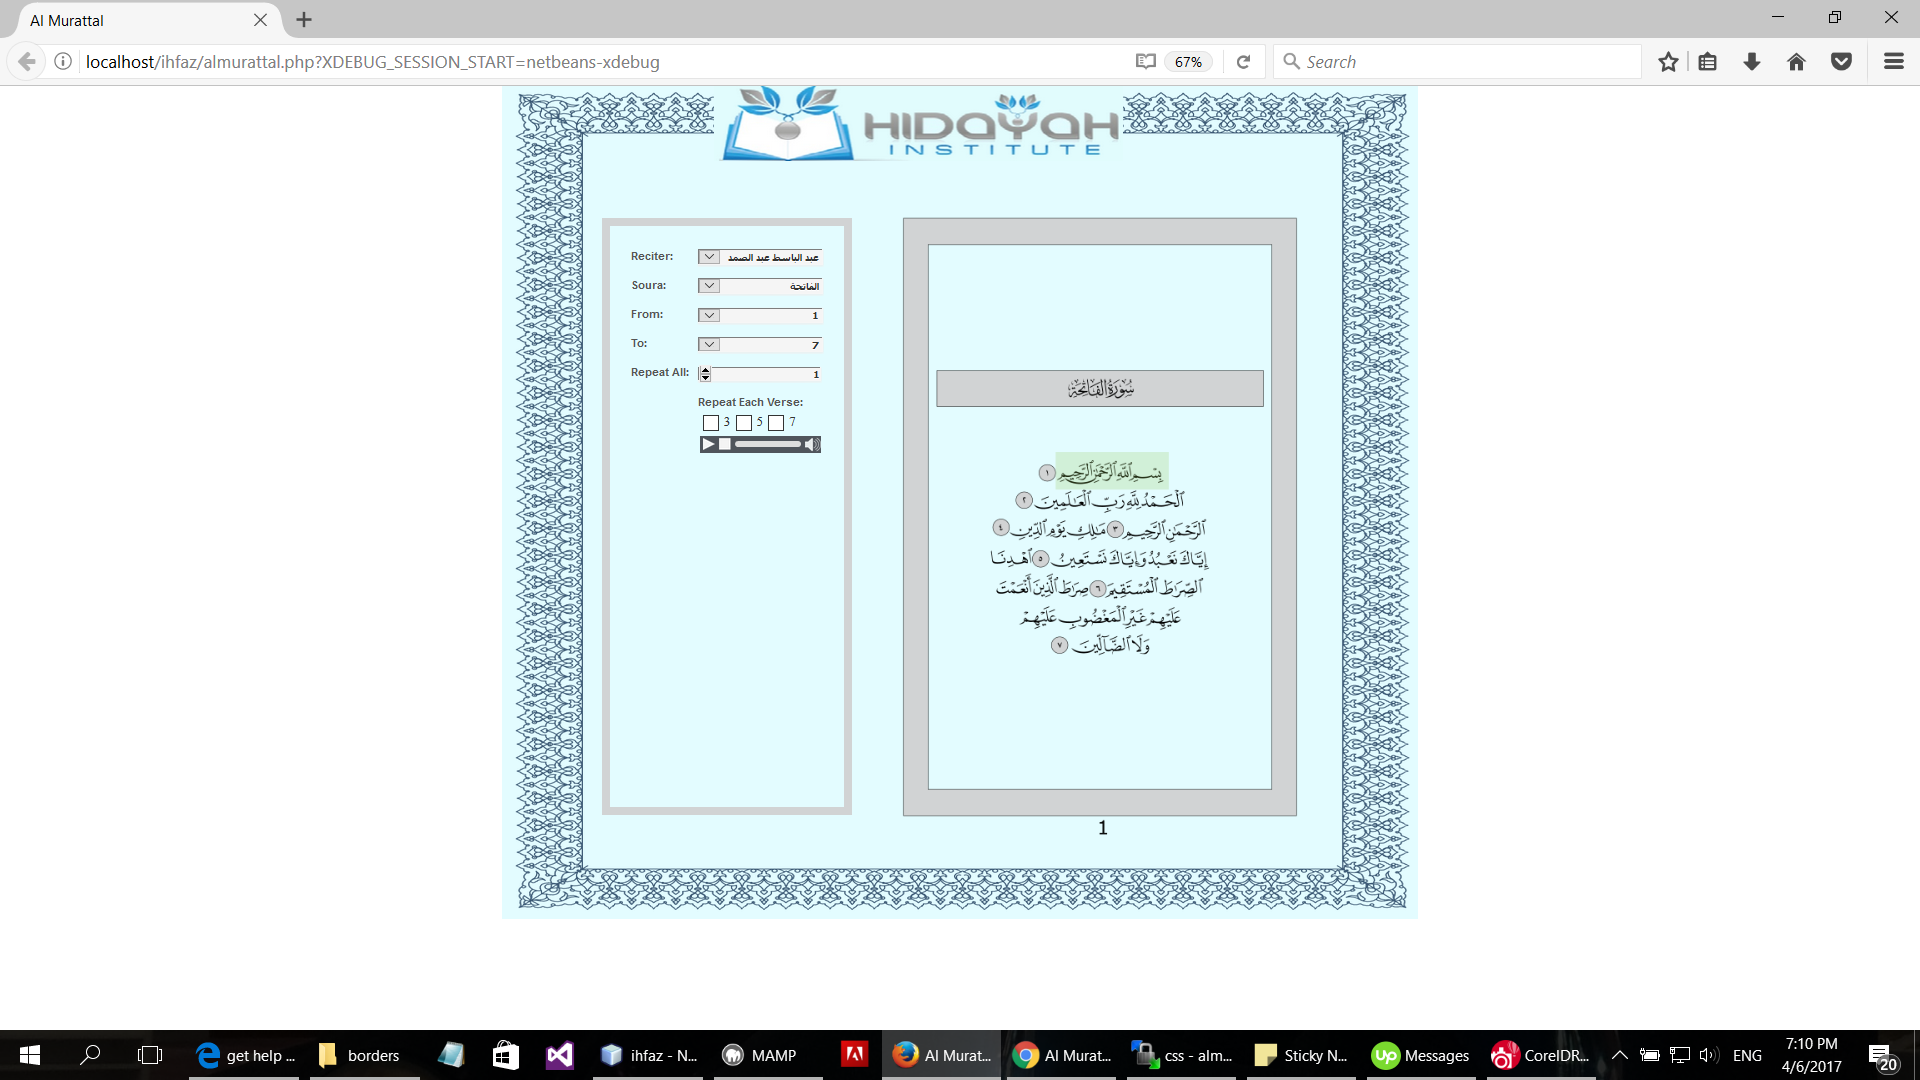 Al Murattal
localhost/ihfaz/almurattal.php?XDEBUG_SESSION_START=netbeans-xdebug
67%
Search
HIDAYAH
INSTITUTE
Reciter:
عبد الباسط عبد الصمد
Soura:
الفاتحة
From:
1
To:
7
Repeat All:
1
Repeat Each Verse:
3 5 7
سُورَةُ الْفَاتِحَةِ
بِسْمِ ٱللَّهِ ٱلرَّحْمَٰنِ ٱلرَّحِيمِ ١
ٱلْحَمْدُ لِلَّهِ رَبِّ ٱلْعَٰلَمِينَ ٢
ٱلرَّحْمَٰنِ ٱلرَّحِيمِ ٣ مَٰلِكِ يَوْمِ ٱلدِّينِ ٤
إِيَّاكَ نَعْبُدُ وَإِيَّاكَ نَسْتَعِينُ ٥ ٱهْدِنَا
ٱلصِّرَٰطَ ٱلْمُسْتَقِيمَ ٦ صِرَٰطَ ٱلَّذِينَ أَنْعَمْتَ
عَلَيْهِمْ غَيْرِ ٱلْمَغْضُوبِ عَلَيْهِمْ
وَلَا ٱلضَّآلِّينَ ٧
1
get help ...
borders
ihfaz - N...
MAMP
Al Murat...
Al Murat...
css - alm...
Sticky N...
Up
Messages
CorelDR...
ENG
7:10 PM
4/6/2017
20